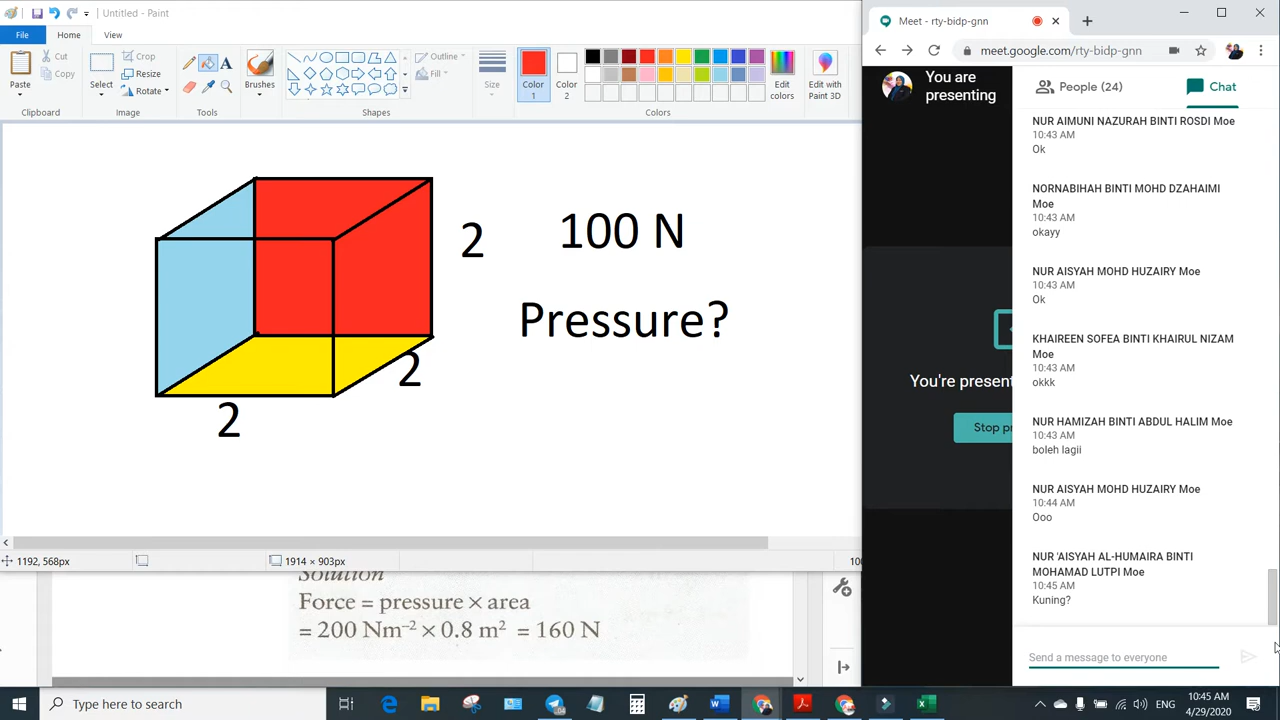 Untitled - Paint
File
Home
View
Paste
Cut
Copy
Clipboard
Select
Crop
Resize
Rotate
Image
Tools
Brushes
Shapes
Outline
Fill
Size
Color 1
Color 2
Edit colors
Colors
Edit with Paint 3D
2
100 N
Pressure?
2
2
1192, 568px
1914 × 903px
100
Solution
Force = pressure × area
= 200 Nm⁻² × 0.8 m² = 160 N
Meet - rty-bidp-gnn
meet.google.com/rty-bidp-gnn
You are presenting
You're present
Stop pr
People (24)
Chat
NUR AIMUNI NAZURAH BINTI ROSDI Moe
10:43 AM
Ok
NORNABIHAH BINTI MOHD DZAHAIMI
Moe
10:43 AM
okayy
NUR AISYAH MOHD HUZAIRY Moe
10:43 AM
Ok
KHAIREEN SOFEA BINTI KHAIRUL NIZAM
Moe
10:43 AM
okkk
NUR HAMIZAH BINTI ABDUL HALIM Moe
10:43 AM
boleh lagii
NUR AISYAH MOHD HUZAIRY Moe
10:44 AM
Ooo
NUR 'AISYAH AL-HUMAIRA BINTI
MOHAMAD LUTPI Moe
10:45 AM
Kuning?
Send a message to everyone
Type here to search
ENG
10:45 AM
4/29/2020